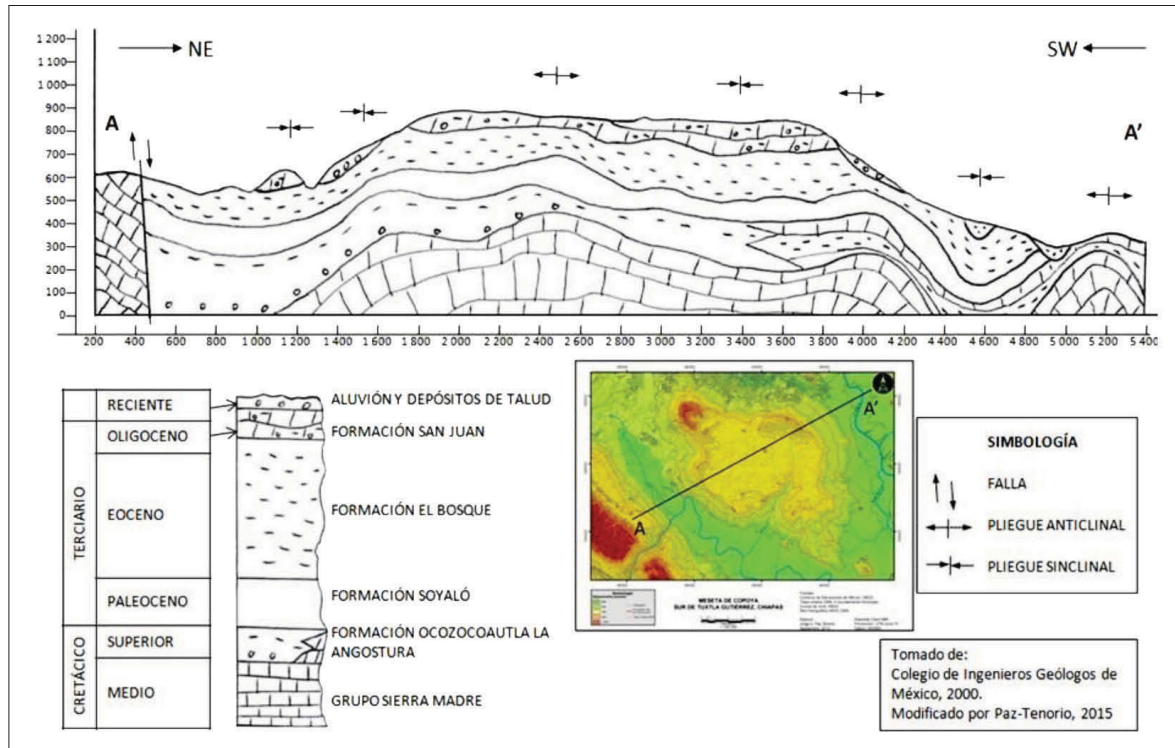 1 200
1 100
1 000
900
800
700
600
500
400
300
200
100
0
NE
SW
A
A'
200 400 600 800 1 000 1 200 1 400 1 600 1 800 2 000 2 200 2 400 2 600 2 800 3 000 3 200 3 400 3 600 3 800 4 000 4 200 4 400 4 600 4 800 5 000 5 200 5 400
RECIENTE
ALUVIÓN Y DEPÓSITOS DE TALUD
TERCIARIO
OLIGOCENO
FORMACIÓN SAN JUAN
EOCENO
FORMACIÓN EL BOSQUE
PALEOCENO
FORMACIÓN SOYALÓ
CRETÁCICO
SUPERIOR
FORMACIÓN OCOZOCOAUTLA LA
ANGOSTURA
MEDIO
GRUPO SIERRA MADRE
A'
A
MESETA DE COPOYA
SUR DE TUXTLA GUTIÉRREZ, CHIAPAS
SIMBOLOGÍA
FALLA
PLIEGUE ANTICLINAL
PLIEGUE SINCLINAL
Tomado de:
Colegio de Ingenieros Geólogos de
México, 2000.
Modificado por Paz-Tenorio, 2015